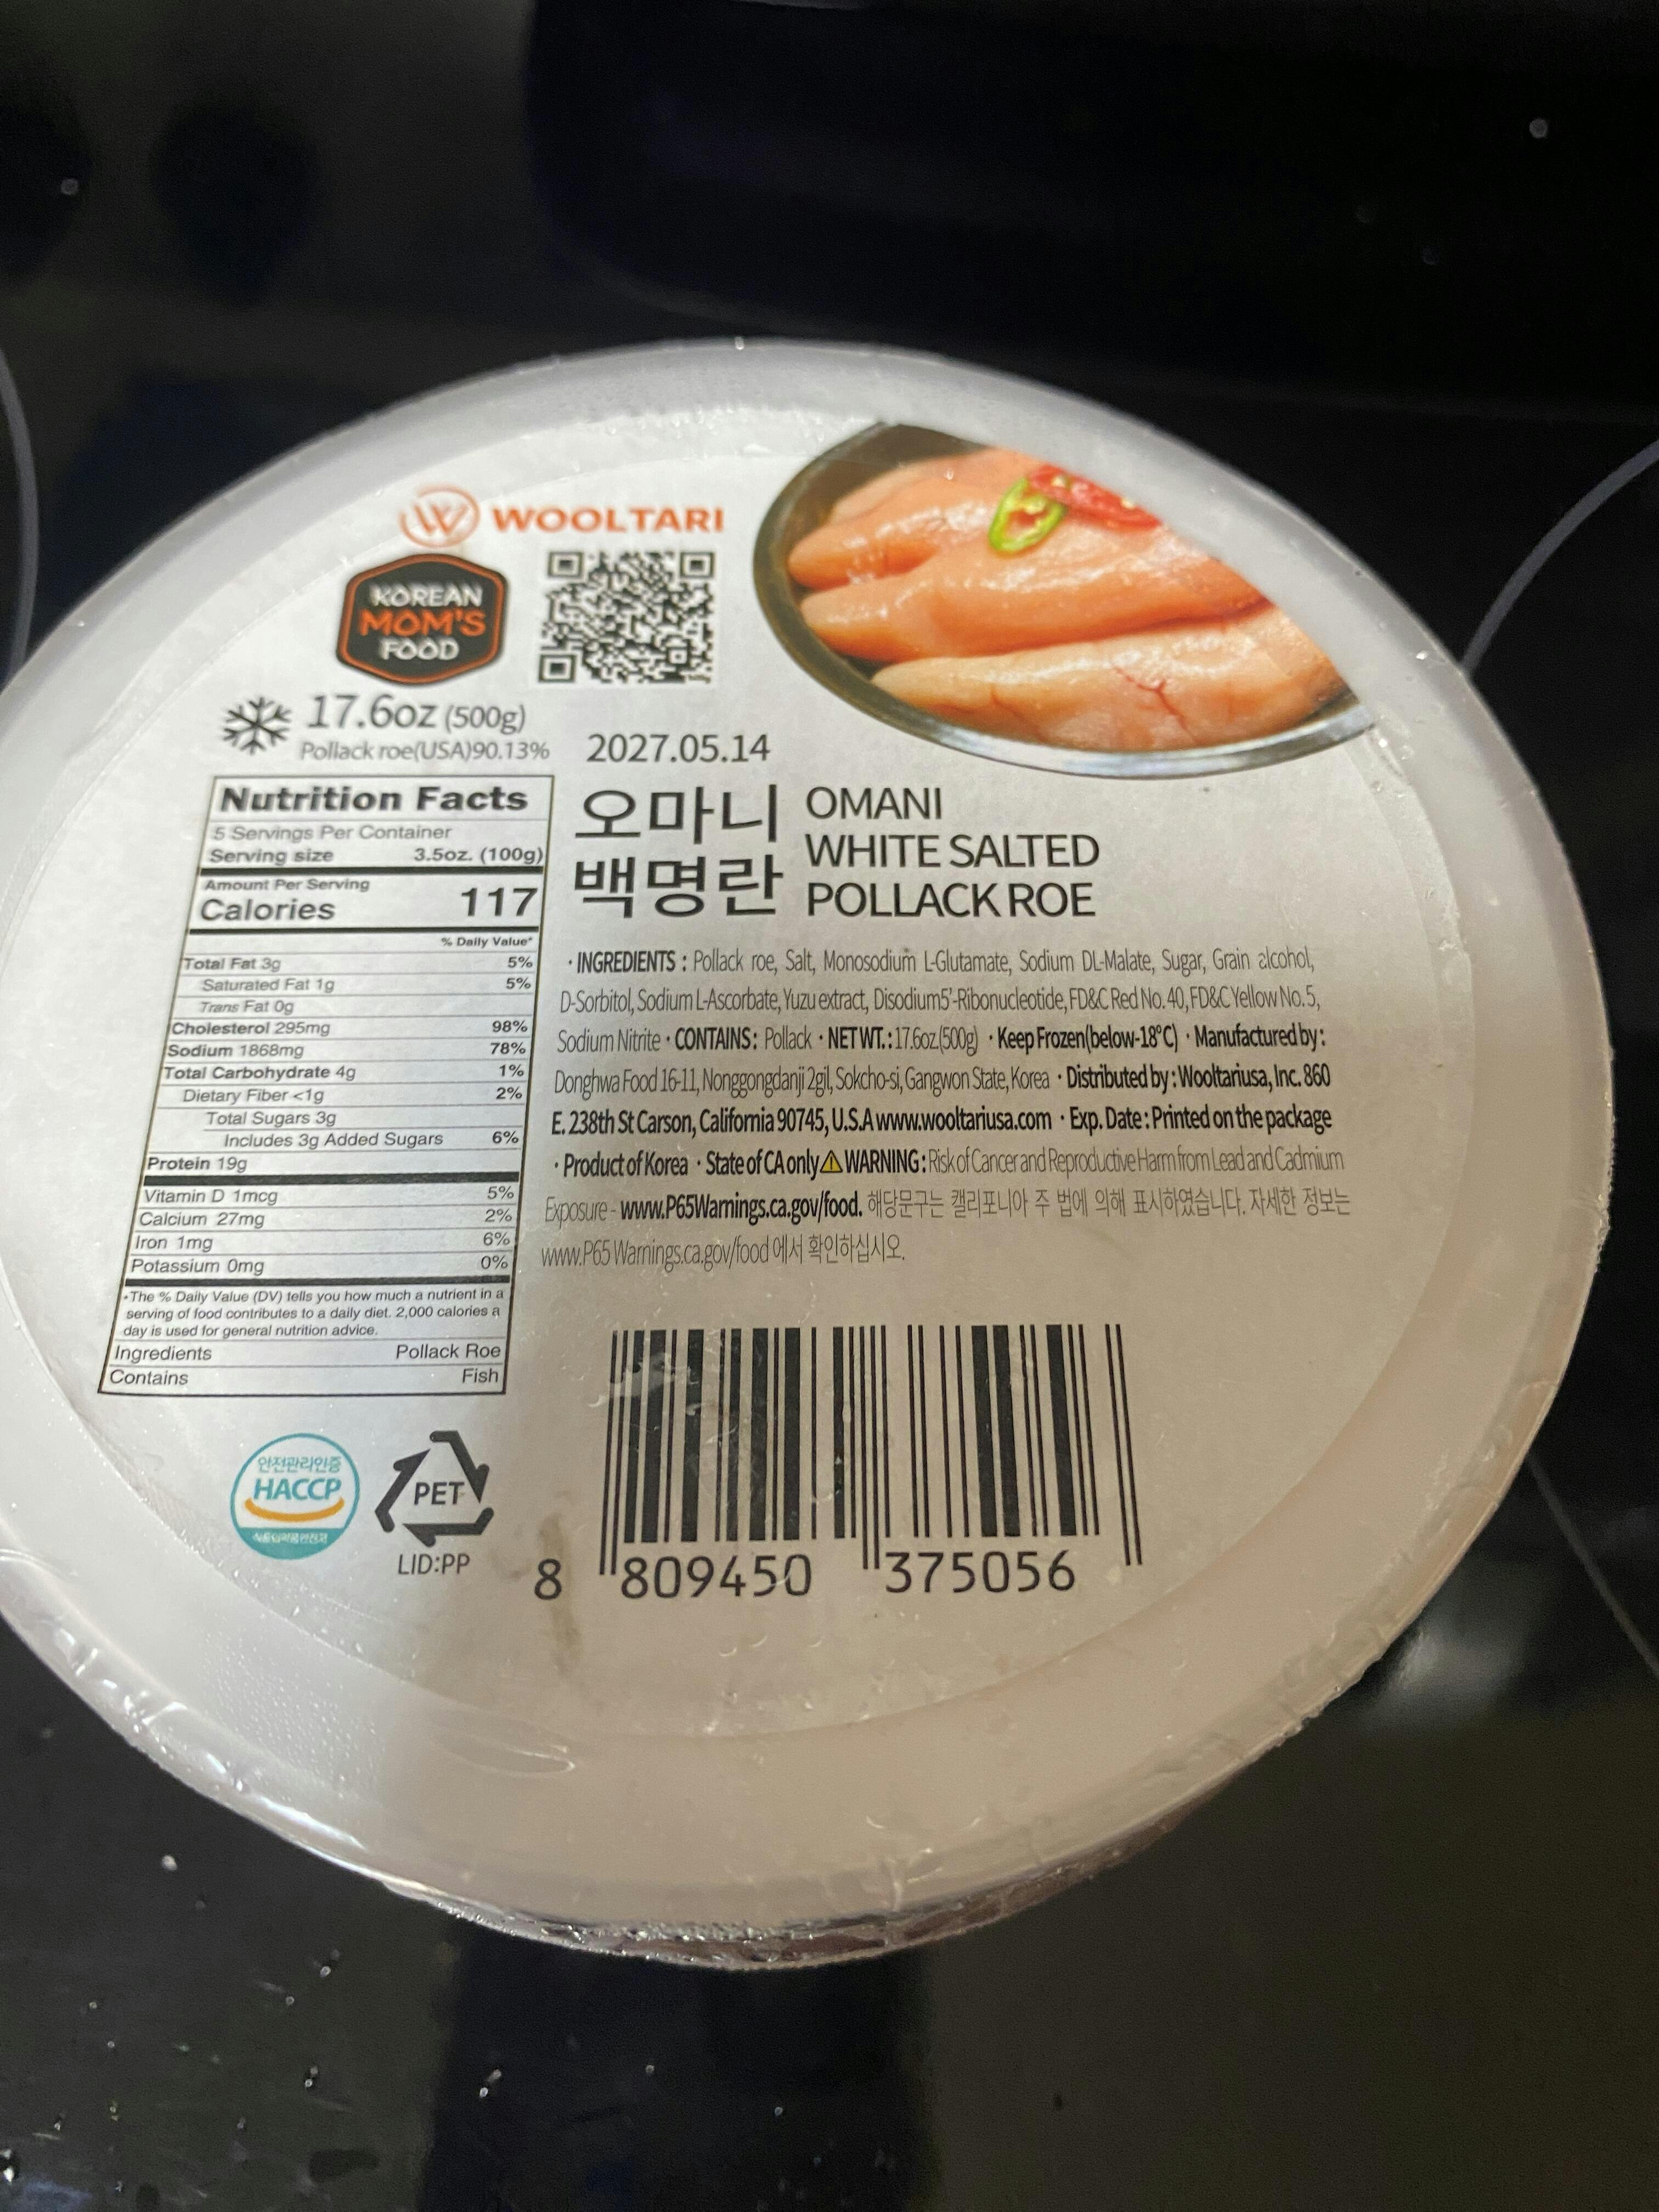 WOOLTARI
KOREAN
MOM'S
FOOD
17.6oz (500g)
Pollack roe(USA)90.13%
2027.05.14
오마니
백명란
OMANI
WHITE SALTED
POLLACK ROE
Nutrition Facts
5 Servings Per Container
Serving size 3.5oz. (100g)
Amount Per Serving
Calories 117
% Daily Value*
Total Fat 3g 5%
Saturated Fat 1g 5%
Trans Fat 0g
Cholesterol 295mg 98%
Sodium 1868mg 78%
Total Carbohydrate 4g 1%
Dietary Fiber <1g 2%
Total Sugars 3g
Includes 3g Added Sugars 6%
Protein 19g
Vitamin D 1mcg 5%
Calcium 27mg 2%
Iron 1mg 6%
Potassium 0mg 0%
*The % Daily Value (DV) tells you how much a nutrient in a
serving of food contributes to a daily diet. 2,000 calories a
day is used for general nutrition advice.
Ingredients Pollack Roe
Contains Fish
· INGREDIENTS : Pollack roe, Salt, Monosodium L-Glutamate, Sodium DL-Malate, Sugar, Grain alcohol,
D-Sorbitol, Sodium L-Ascorbate, Yuzu extract, Disodium5'-Ribonucleotide, FD&C Red No. 40, FD&C Yellow No. 5,
Sodium Nitrite · CONTAINS : Pollack · NET WT. : 17.6oz.(500g) · Keep Frozen(below-18°C) · Manufactured by :
Donghwa Food 16-11, Nonggongdanji 2gil, Sokcho-si, Gangwon State, Korea · Distributed by : Wooltariusa, Inc. 860
E. 238th St Carson, California 90745, U.S.A www.wooltariusa.com · Exp. Date : Printed on the package
· Product of Korea · State of CA only ⚠ WARNING : Risk of Cancer and Reproductive Harm from Lead and Cadmium
Exposure - www.P65Warnings.ca.gov/food. 해당문구는 캘리포니아 주 법에 의해 표시하였습니다. 자세한 정보는
www.P65 Warnings.ca.gov/food 에서 확인하십시오.
안전관리인증
HACCP
식품의약품안전처
PET
LID:PP
8 809450 375056